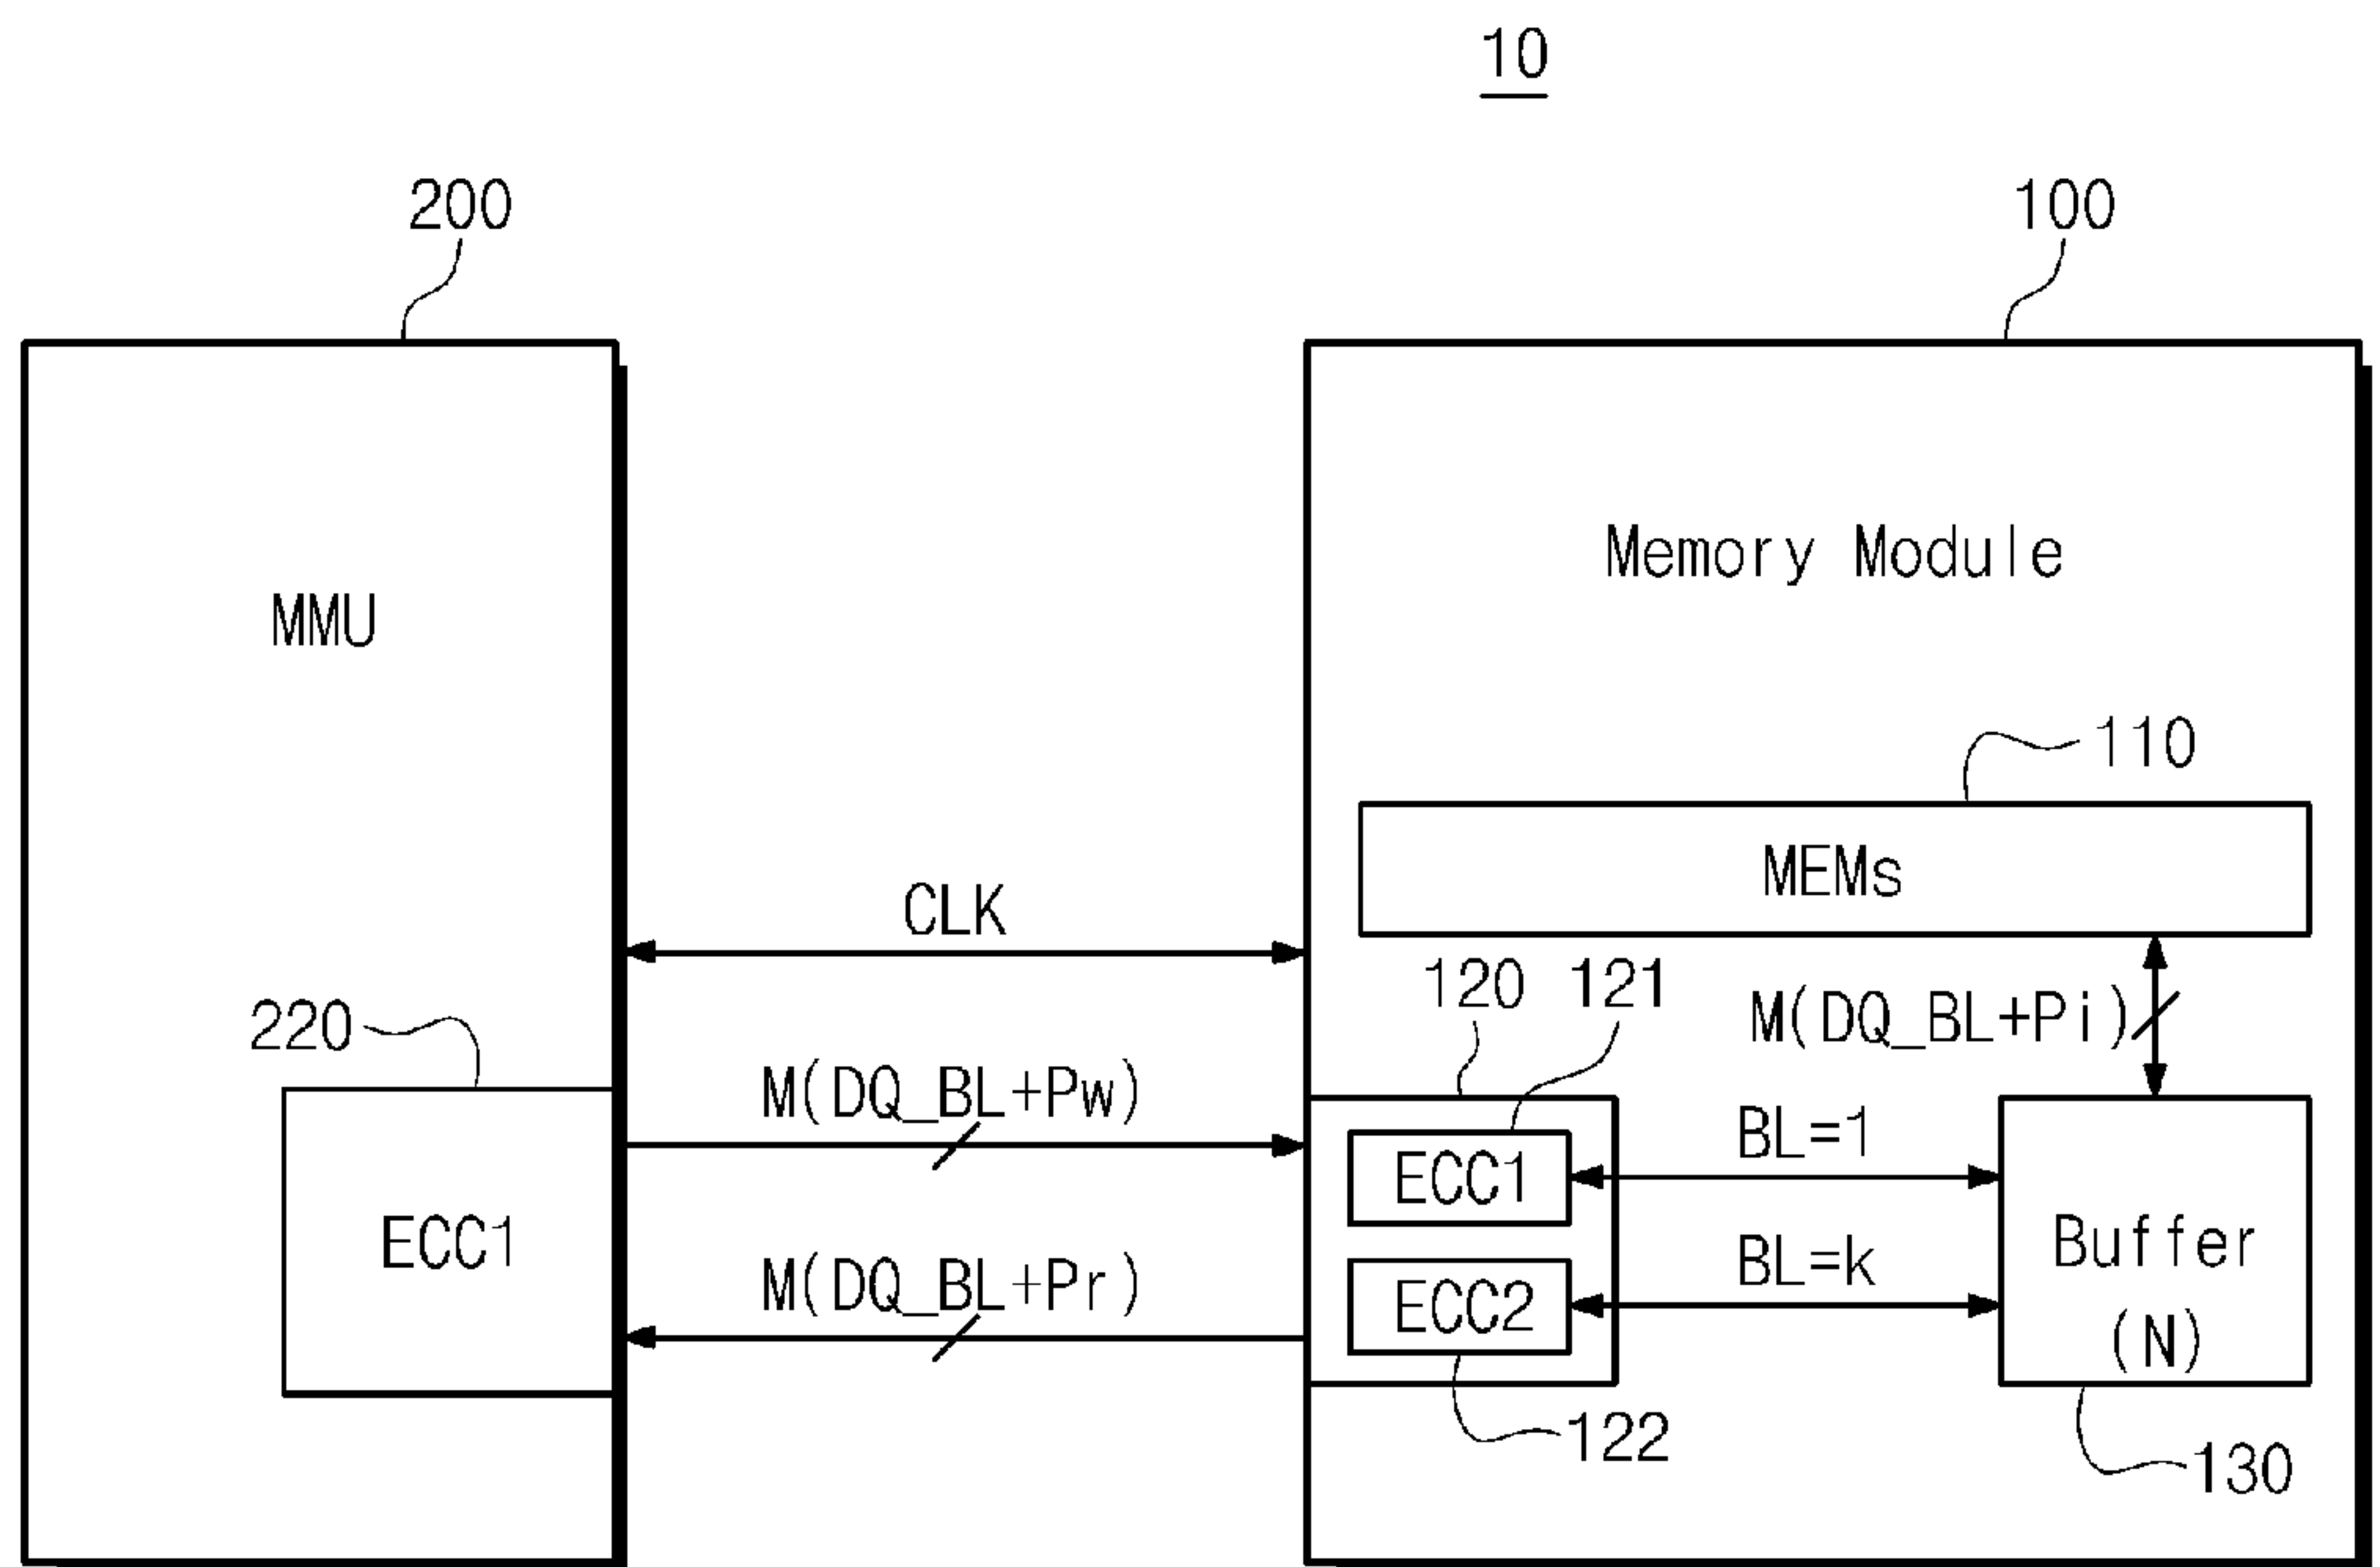 10
200
100
MMU
Memory Module
110
MEMs
CLK
120
121
M(DQ_BL+Pi)
220
M(DQ_BL+Pw)
ECC1
BL=1
ECC1
M(DQ_BL+Pr)
ECC2
BL=k
Buffer
(N)
122
130